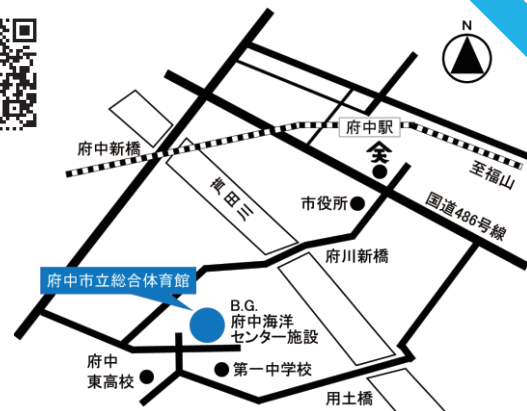 N
府中駅
府中新橋
至福山
芦田川
市役所
国道486号線
府川新橋
府中市立総合体育館
B.G.
府中海洋
センター施設
府中
東高校
第一中学校
用土橋